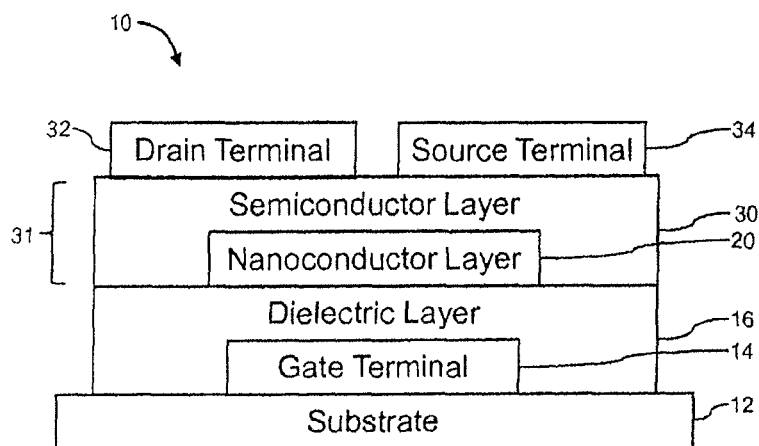 10
32
Drain Terminal
Source Terminal
34
31
Semiconductor Layer
30
Nanoconductor Layer
20
Dielectric Layer
16
Gate Terminal
14
Substrate
12